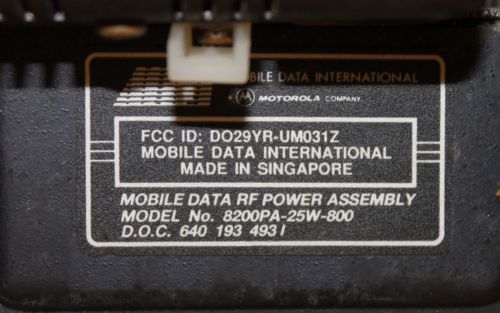 MOBILE DATA INTERNATIONAL
A MOTOROLA COMPANY
FCC ID: DO29YR-UM031Z
MOBILE DATA INTERNATIONAL
MADE IN SINGAPORE
MOBILE DATA RF POWER ASSEMBLY
MODEL No. 8200PA-25W-800
D.O.C. 640 193 493 I